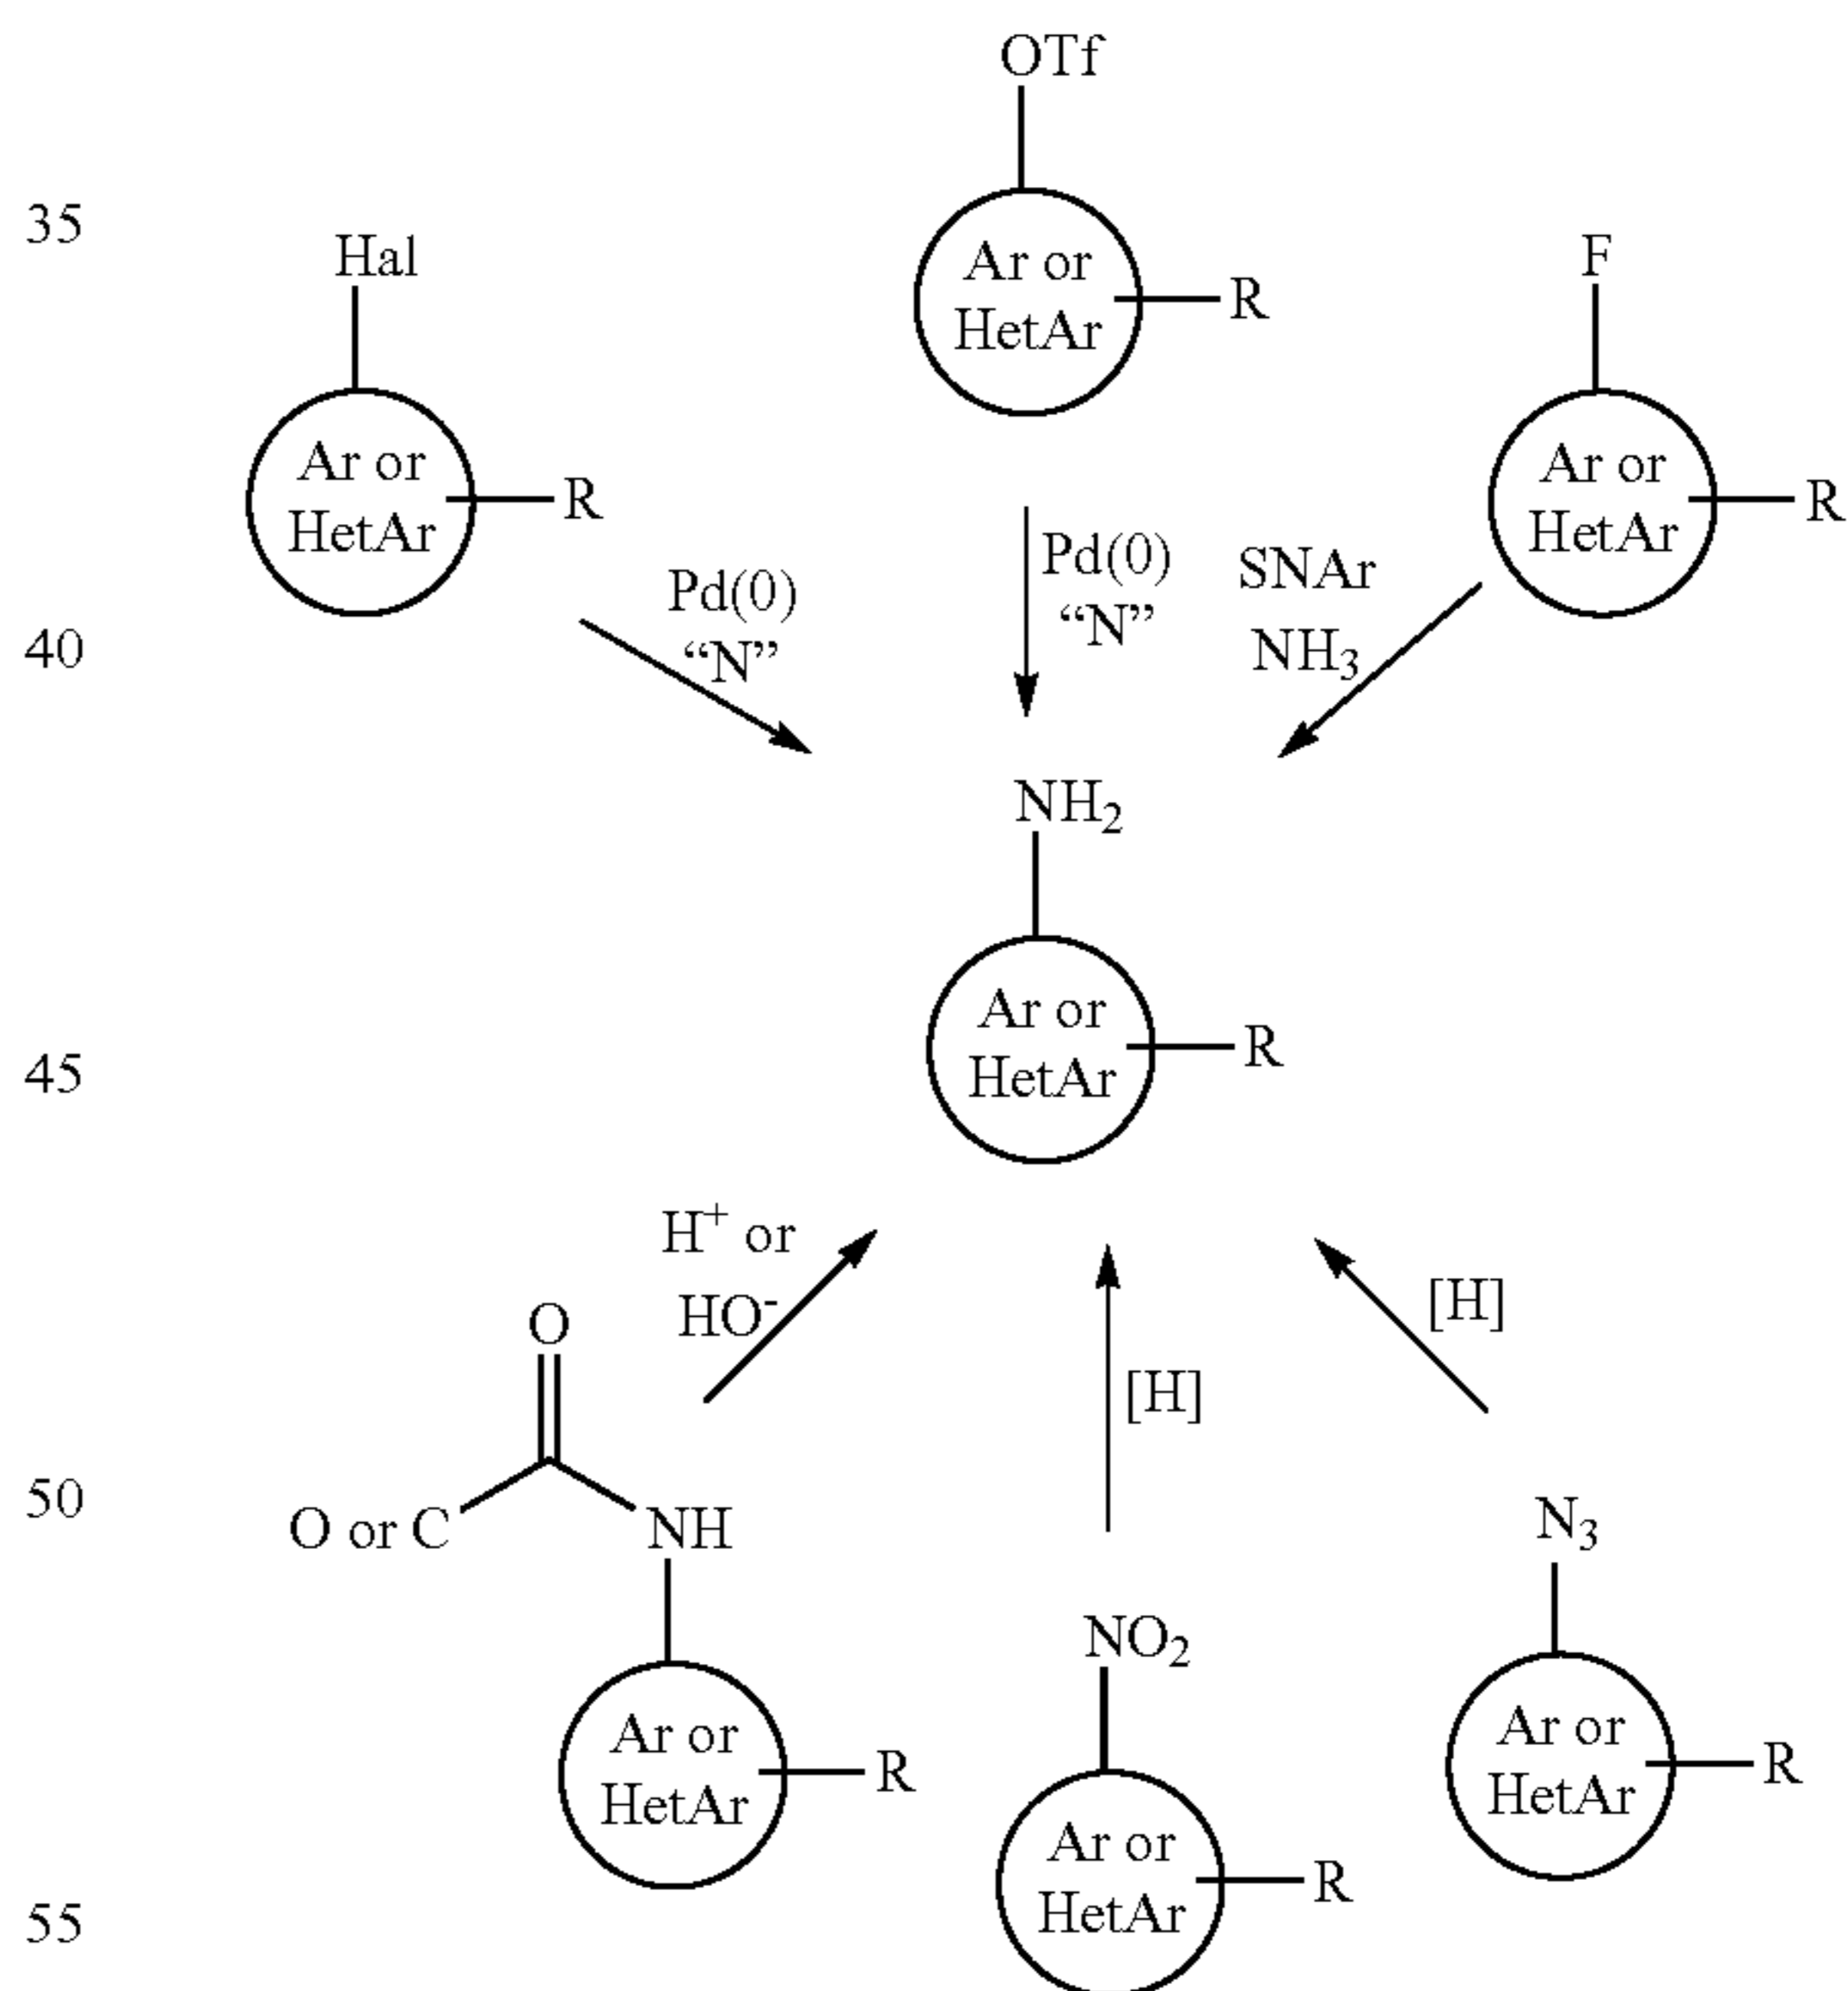 OTf
35
Hal
F
Ar or
HetAr
R
Ar or
HetAr
R
Ar or
HetAr
R
Pd(0)
“N”
Pd(0)
“N”
SNAr
NH₃
40
NH₂
Ar or
HetAr
R
45
H⁺ or
HO⁻
[H]
[H]
O
50
O or C
NH
N₃
NO₂
Ar or
HetAr
R
Ar or
HetAr
R
Ar or
HetAr
R
55